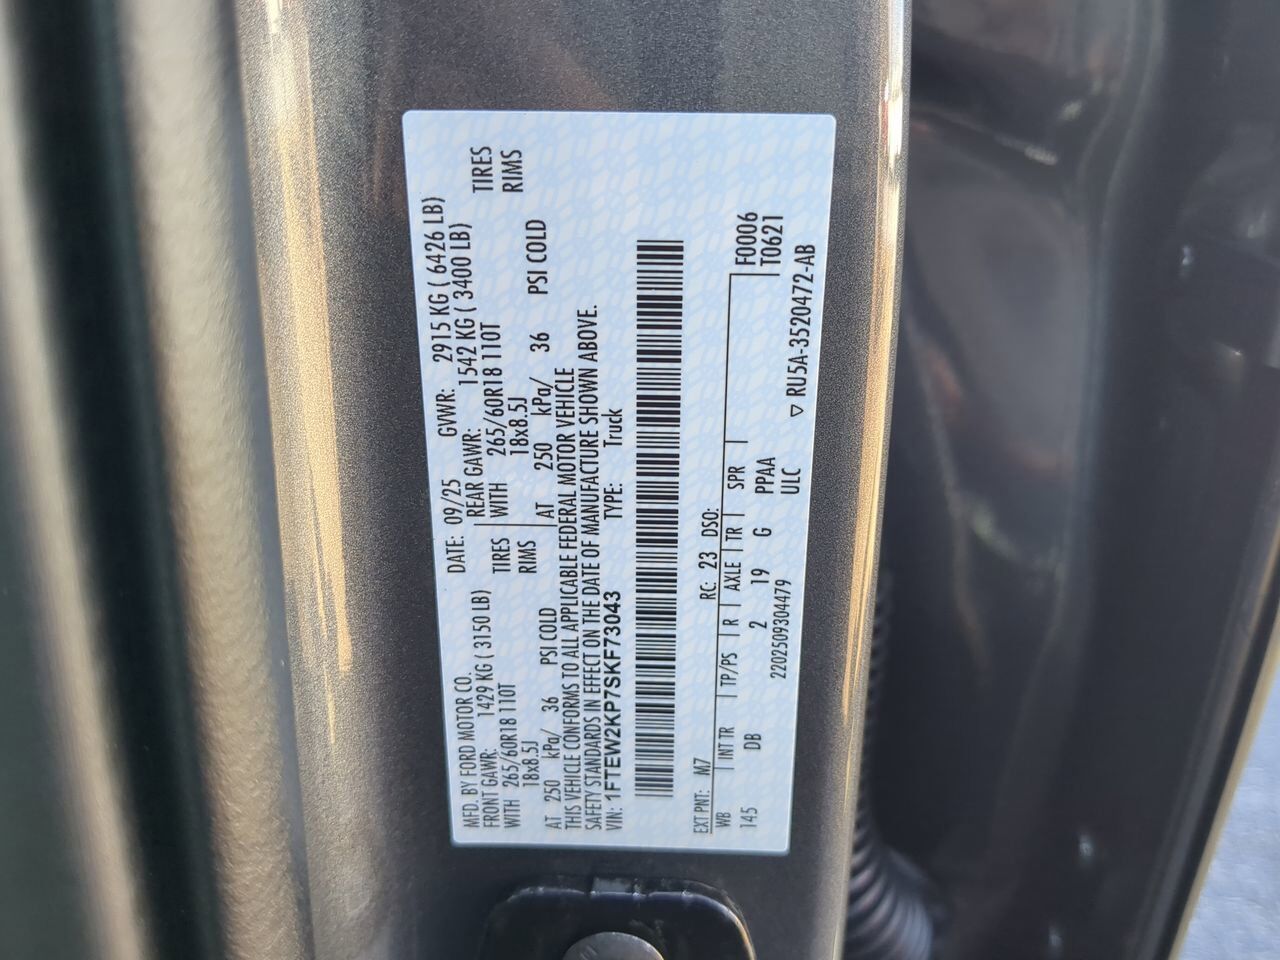 MFD. BY FORD MOTOR CO. DATE: 09/25 GVWR: 2915 KG ( 6426 LB)
FRONT GAWR: 1429 KG ( 3150 LB) REAR GAWR: 1542 KG ( 3400 LB)
WITH 265/60R18 110T TIRES WITH 265/60R18 110T TIRES
18x8.5J RIMS 18x8.5J RIMS
AT 250 kPa/ 36 PSI COLD AT 250 kPa/ 36 PSI COLD
THIS VEHICLE CONFORMS TO ALL APPLICABLE FEDERAL MOTOR VEHICLE
SAFETY STANDARDS IN EFFECT ON THE DATE OF MANUFACTURE SHOWN ABOVE.
VIN: 1FTEW2KP7SKF73043 TYPE: Truck
EXT PNT: M7 RC: 23 DSO:
WB INT TR TP/PS R AXLE TR SPR F0006
145 DB 2 19 G PPAA T0621
2202509304479 ULC
▽ RU5A-3520472-AB